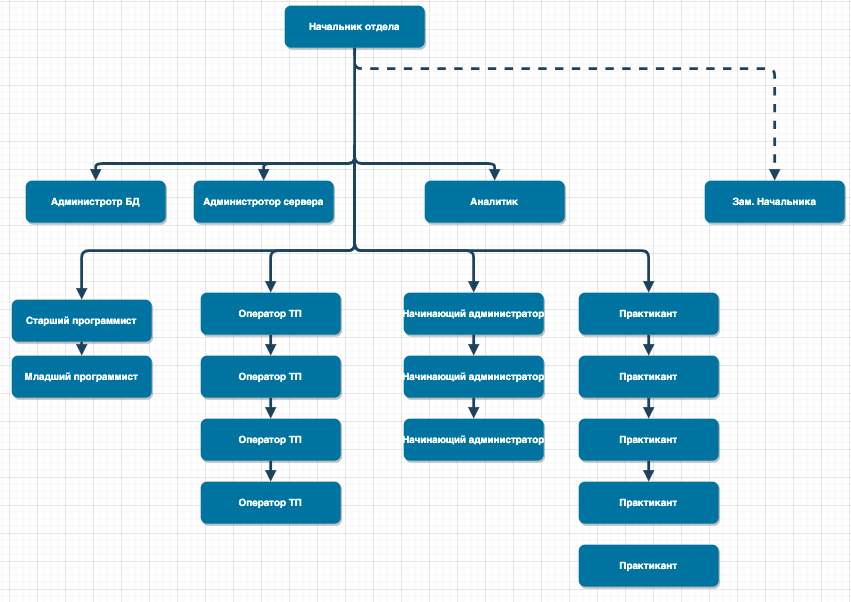 Начальник отдела
Администротр БД
Администротор сервера
Аналитик
Зам. Начальника
Старший программист
Оператор ТП
Начинающий администратор
Практикант
Младший программист
Оператор ТП
Начинающий администратор
Практикант
Оператор ТП
Начинающий администратор
Практикант
Оператор ТП
Практикант
Практикант